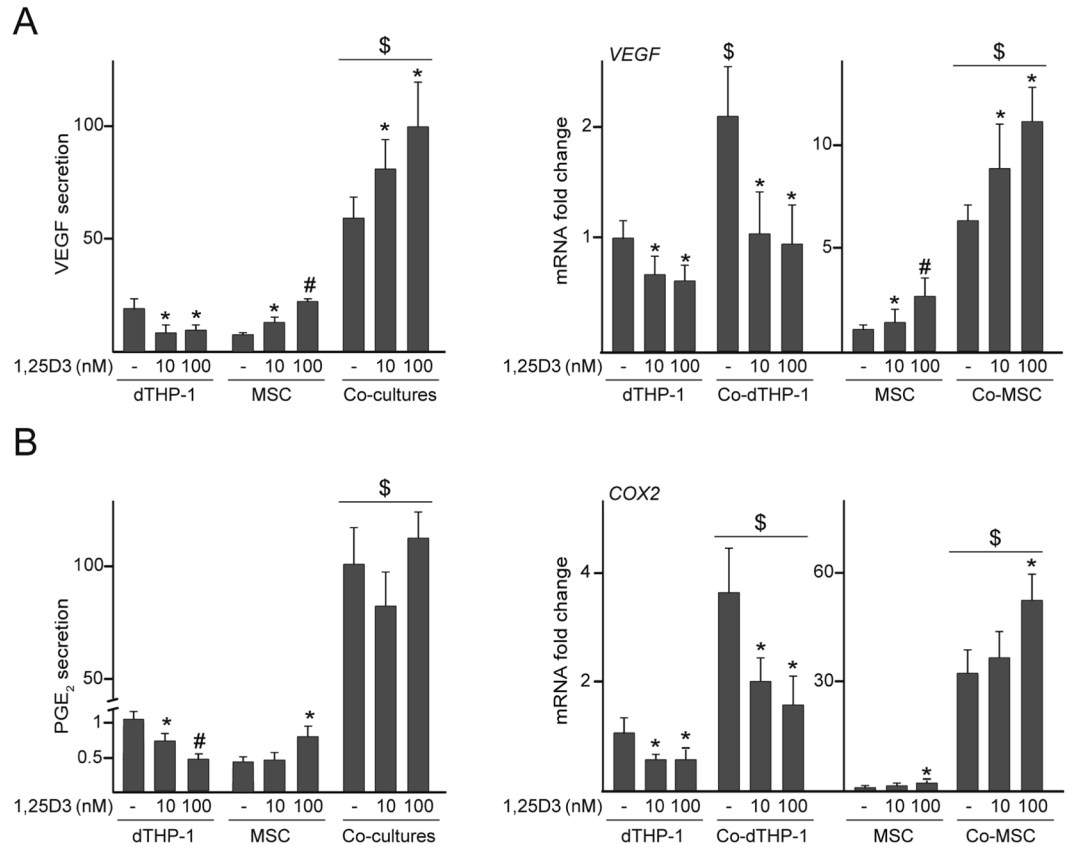 A
VEGF secretion
100
50
* * * # $ * *
1,25D3 (nM) - 10 100 - 10 100 - 10 100
dTHP-1 MSC Co-cultures
VEGF
mRNA fold change
2
1
* * $ * *
10
5
* # $ * *
1,25D3 (nM) - 10 100 - 10 100 - 10 100 - 10 100
dTHP-1 Co-dTHP-1 MSC Co-MSC
B
PGE₂ secretion
100
50
1
0.5
* # * $
1,25D3 (nM) - 10 100 - 10 100 - 10 100
dTHP-1 MSC Co-cultures
COX2
mRNA fold change
4
2
* * $ * *
60
30
* $ *
1,25D3 (nM) - 10 100 - 10 100 - 10 100 - 10 100
dTHP-1 Co-dTHP-1 MSC Co-MSC